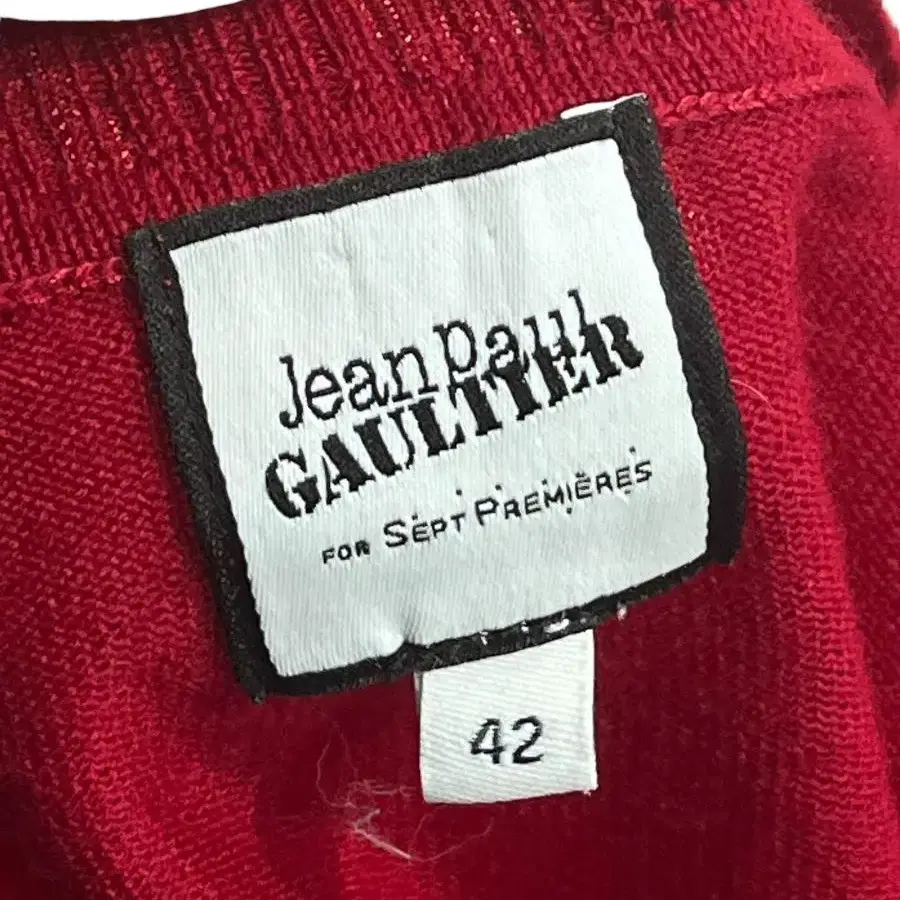 Jean Paul
GAULTIER
FOR SEPT PREMIÈRES
42